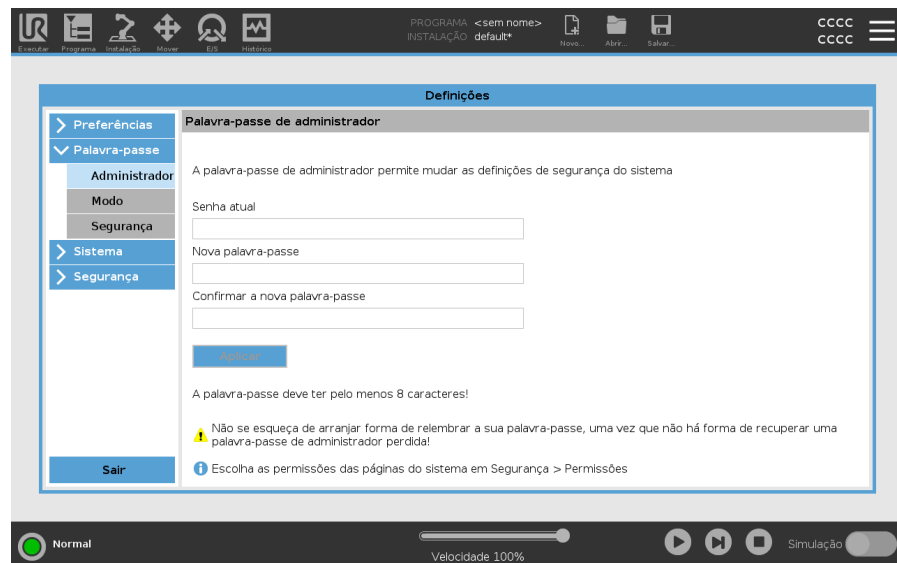 PROGRAMA <sem nome>
INSTALAÇÃO default*
CCCC
CCCC
Executar Programa Instalação Mover E/S Histórico Novo... Abrir... Salvar...
Definições
Preferências
Palavra-passe
Administrador
Modo
Segurança
Sistema
Segurança
Sair
Palavra-passe de administrador
A palavra-passe de administrador permite mudar as definições de segurança do sistema
Senha atual
Nova palavra-passe
Confirmar a nova palavra-passe
Aplicar
A palavra-passe deve ter pelo menos 8 caracteres!
Não se esqueça de arranjar forma de relembrar a sua palavra-passe, uma vez que não há forma de recuperar uma
palavra-passe de administrador perdida!
Escolha as permissões das páginas do sistema em Segurança > Permissões
Normal
Velocidade 100%
Simulação